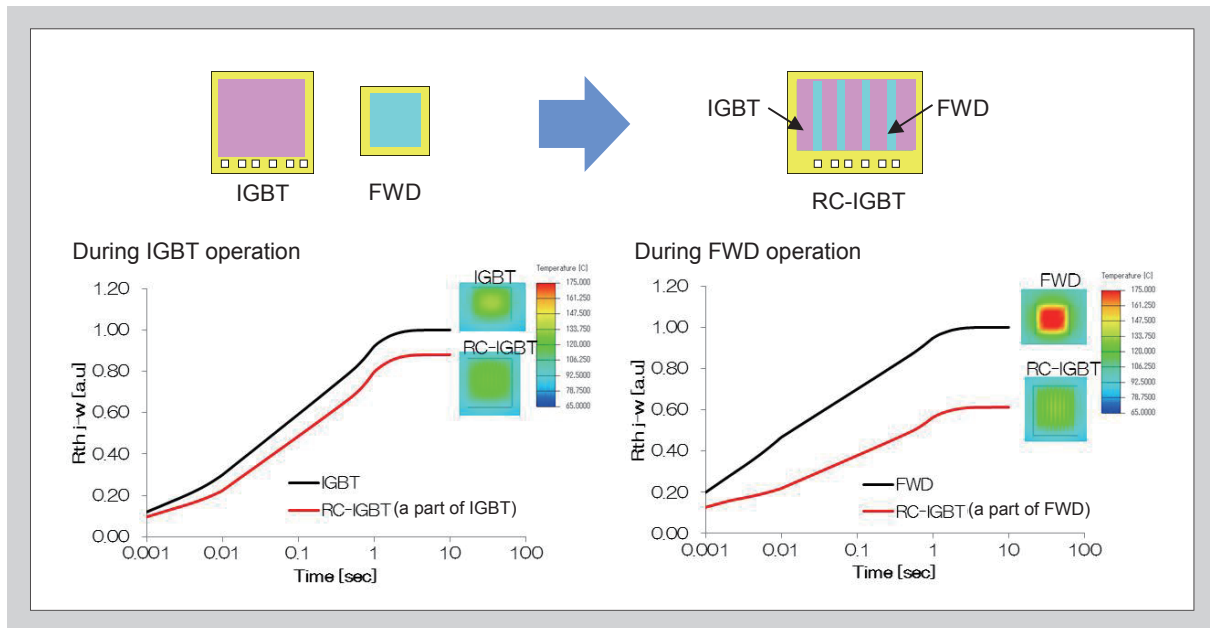 IGBT
FWD
IGBT
FWD
RC-IGBT
During IGBT operation
Rth j-w [a.u]
1.20
1.00
0.80
0.60
0.40
0.20
0.00
0.001
0.01
0.1
1
10
100
Time [sec]
IGBT
RC-IGBT (a part of IGBT)
IGBT
RC-IGBT
Temperature [C]
175.000
161.250
147.500
133.750
120.000
106.250
92.5000
78.7500
65.0000
During FWD operation
Rth j-w [a.u]
1.20
1.00
0.80
0.60
0.40
0.20
0.00
0.001
0.01
0.1
1
10
100
Time [sec]
FWD
RC-IGBT (a part of FWD)
FWD
RC-IGBT
Temperature [C]
175.000
161.250
147.500
133.750
120.000
106.250
92.5000
78.7500
65.0000